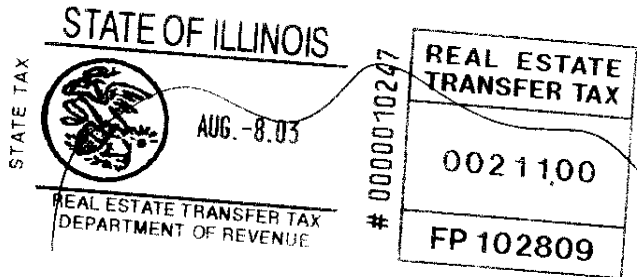 STATE OF ILLINOIS
STATE TAX
AUG.-8.03
REAL ESTATE TRANSFER TAX
DEPARTMENT OF REVENUE
# 0000010247
REAL ESTATE
TRANSFER TAX
0021100
FP 102809